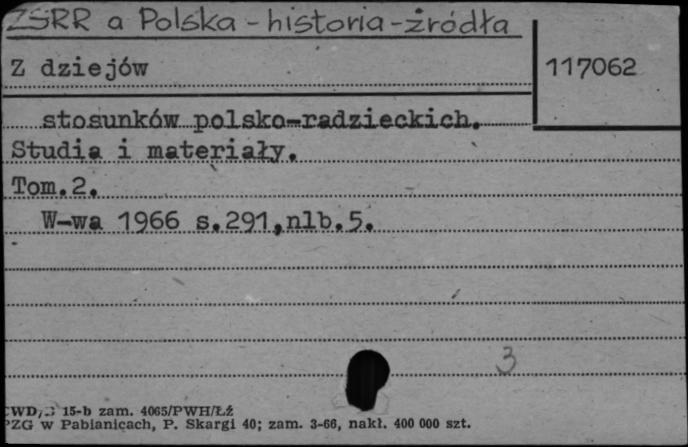 ZSRR a Polska - historia - źródła
Z dziejów
117062
stosunków polsko-radzieckich.
Studia i materiały.
Tom.2.
W-wa 1966 s.291,nlb.5.
3
15-b zam. 4065/PWH/Łź
PZG w Pabianicach, P. Skargi 40; zam. 3-66, nakł. 400 000 szt.